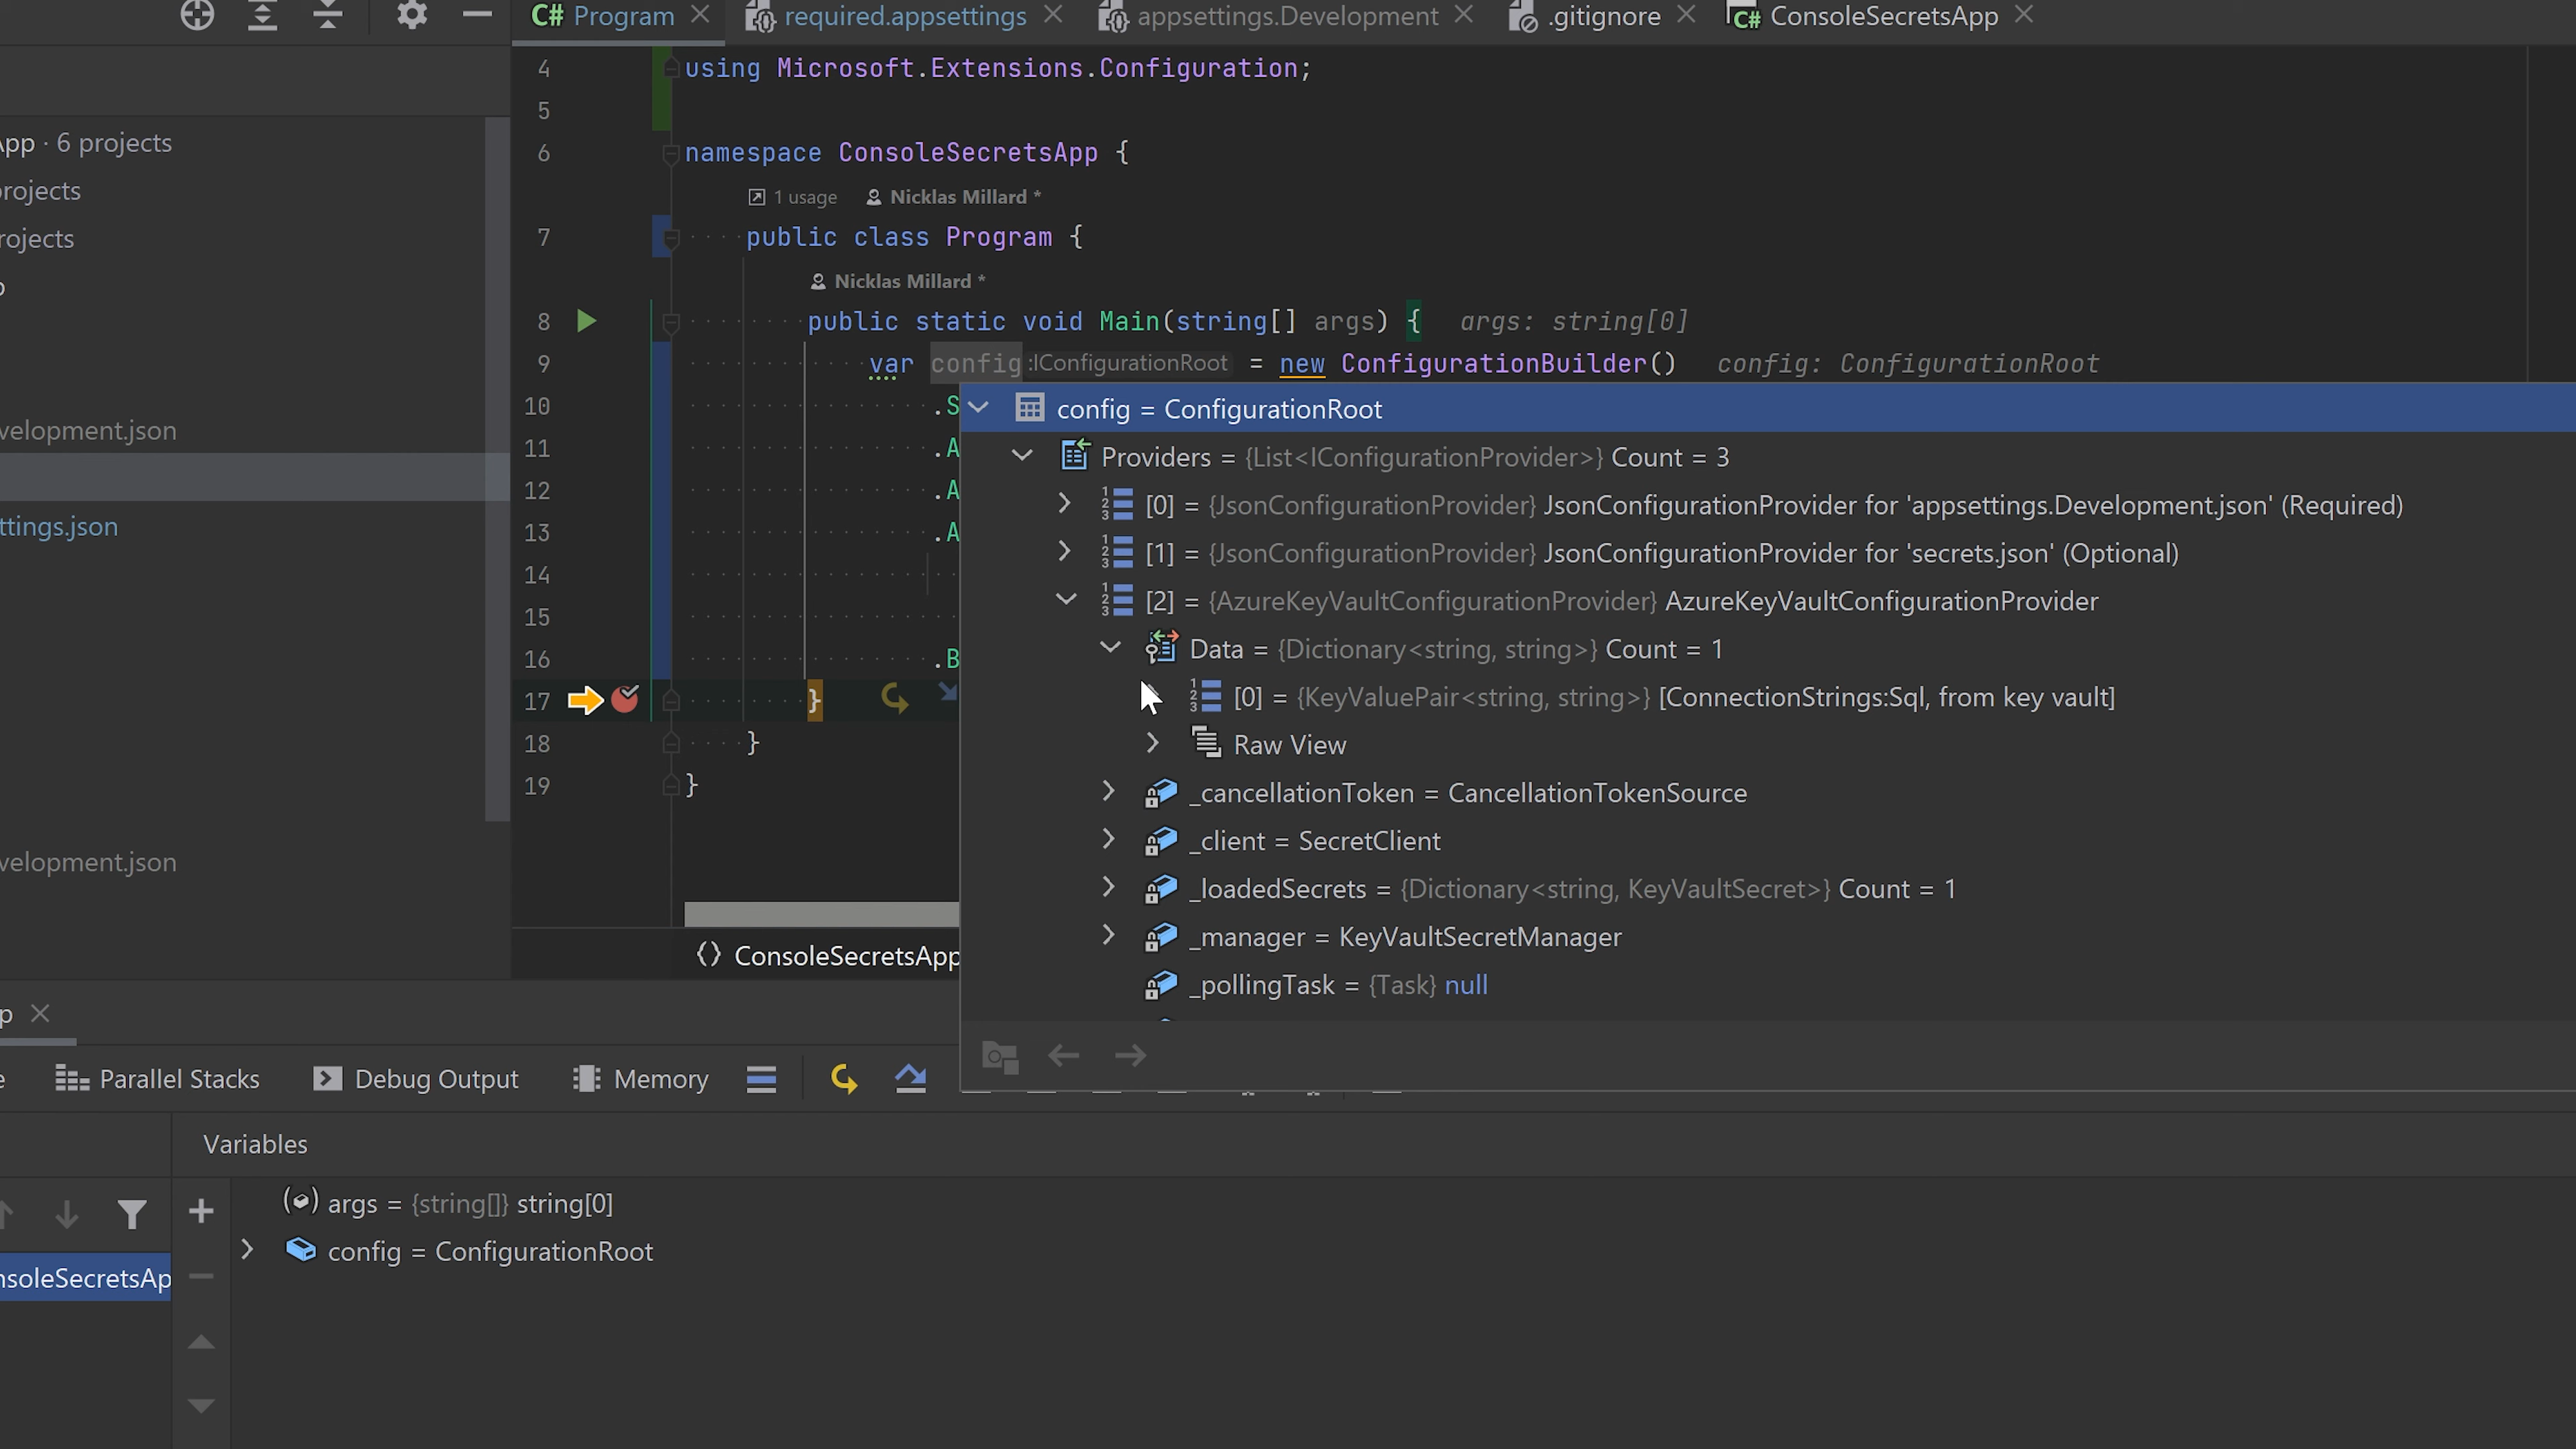 Program
required.appsettings
appsettings.Development
.gitignore
C# ConsoleSecretsApp
App · 6 projects
rojects
rojects
velopment.json
ttings.json
velopment.json
4 using Microsoft.Extensions.Configuration;
5
6 namespace ConsoleSecretsApp {
1 usage Nicklas Millard *
7 public class Program {
Nicklas Millard *
8 public static void Main(string[] args) { args: string[0]
9 var config :IConfigurationRoot = new ConfigurationBuilder() config: ConfigurationRoot
10 .S
11 .A
12 .A
13 .A
14
15
16 .B
17 }
18 }
19 }
config = ConfigurationRoot
Providers = {List<IConfigurationProvider>} Count = 3
[0] = {JsonConfigurationProvider} JsonConfigurationProvider for 'appsettings.Development.json' (Required)
[1] = {JsonConfigurationProvider} JsonConfigurationProvider for 'secrets.json' (Optional)
[2] = {AzureKeyVaultConfigurationProvider} AzureKeyVaultConfigurationProvider
Data = {Dictionary<string, string>} Count = 1
[0] = {KeyValuePair<string, string>} [ConnectionStrings:Sql, from key vault]
Raw View
_cancellationToken = CancellationTokenSource
_client = SecretClient
_loadedSecrets = {Dictionary<string, KeyVaultSecret>} Count = 1
_manager = KeyVaultSecretManager
_pollingTask = {Task} null
ConsoleSecretsApp
p
e Parallel Stacks Debug Output Memory
Variables
args = {string[]} string[0]
config = ConfigurationRoot
nsoleSecretsAp